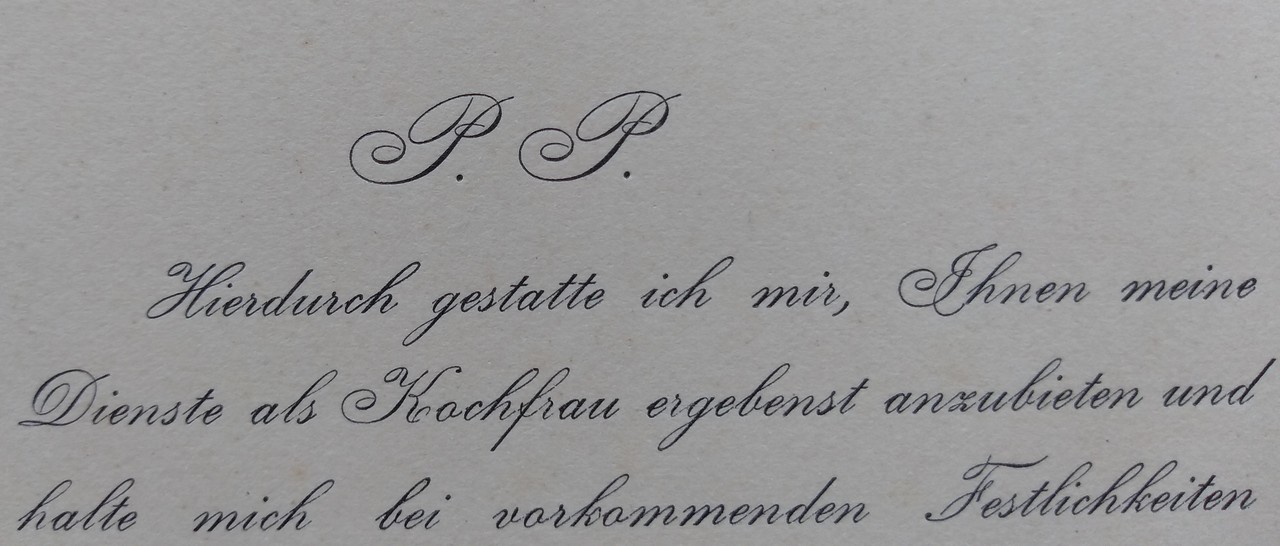 P. P.
Hierdurch gestatte ich mir, Ihnen meine
Dienste als Kochfrau ergebenst anzubieten und
halte mich bei vorkommenden Festlichkeiten